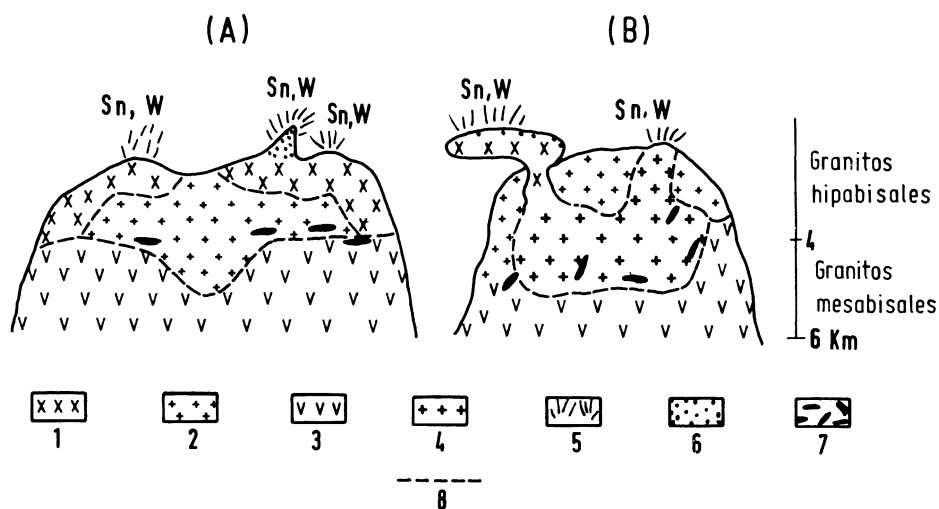 (A)
(B)
Sn, W
Sn,W
Sn,W
Sn,W
Sn,W
Granitos
hipabisales
4
Granitos
mesabisales
6 Km
1
2
3
4
5
6
7
8